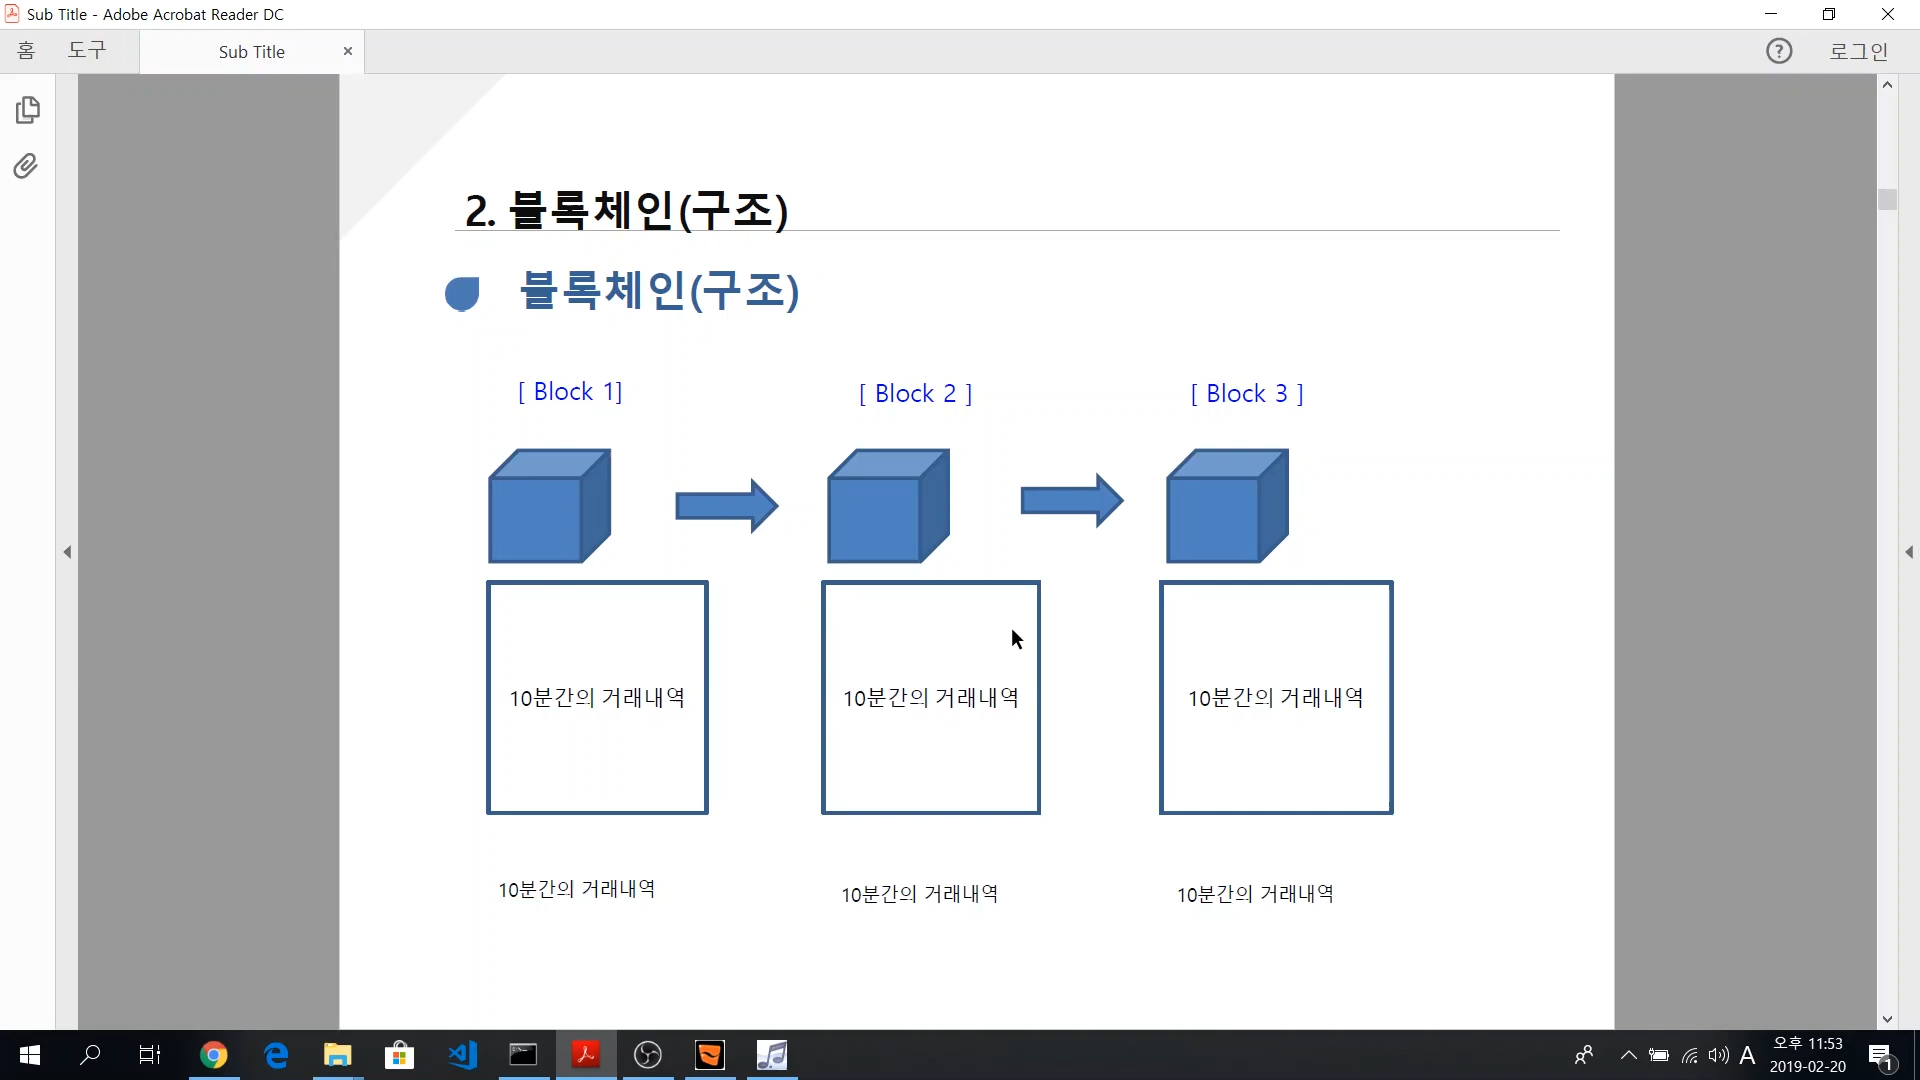 Sub Title - Adobe Acrobat Reader DC
홈 도구 Sub Title 로그인
2. 블록체인(구조)
블록체인(구조)
[ Block 1] [ Block 2 ] [ Block 3 ]
10분간의 거래내역 10분간의 거래내역 10분간의 거래내역
10분간의 거래내역 10분간의 거래내역 10분간의 거래내역
A 오후 11:53
2019-02-20 1